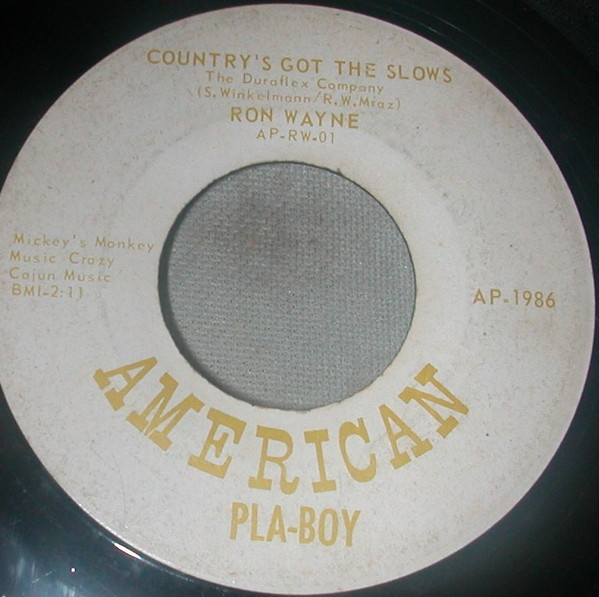 COUNTRY'S GOT THE SLOWS
The Duraflex Company
(S.Winkelmann/R.W.Mraz)
RON WAYNE
AP-RW-01
Mickey's Monkey
Music Crazy
Cajun Music
BMI-2:11
AP-1986
AMERICAN
PLA-BOY